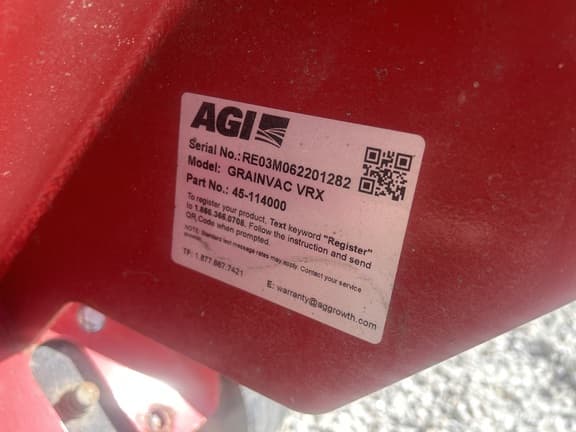 AGI
Serial No.:RE03M062201282
Model: GRAINVAC VRX
Part No.: 45-114000
To register your product, Text keyword "Register"
to 1.866.366.0708. Follow the instruction and send
QR Code when prompted.
NOTE: Standard text message rates may apply. Contact your service
provider.
TF: 1.877.667.7421
E: warranty@aggrowth.com